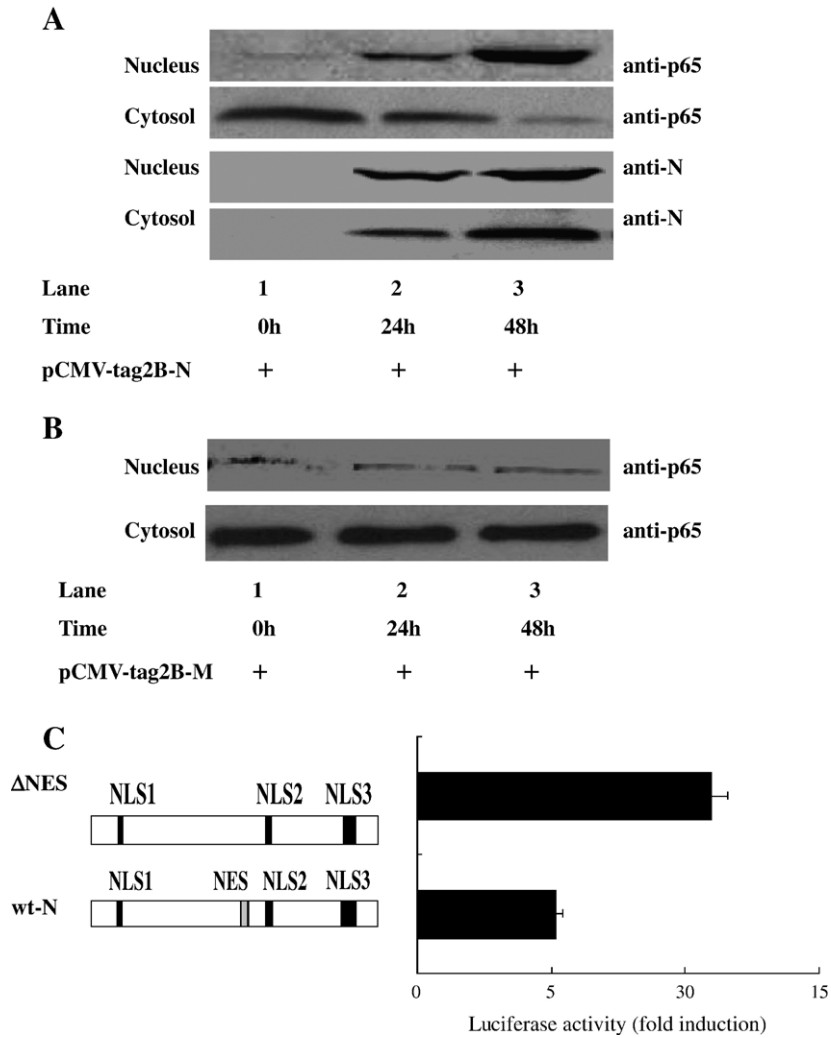 A
Nucleus anti-p65
Cytosol anti-p65
Nucleus anti-N
Cytosol anti-N
Lane 1 2 3
Time 0h 24h 48h
pCMV-tag2B-N + + +
B
Nucleus anti-p65
Cytosol anti-p65
Lane 1 2 3
Time 0h 24h 48h
pCMV-tag2B-M + + +
C
ΔNES
NLS1 NLS2 NLS3
wt-N
NLS1 NES NLS2 NLS3
0 5 30 15
Luciferase activity (fold induction)